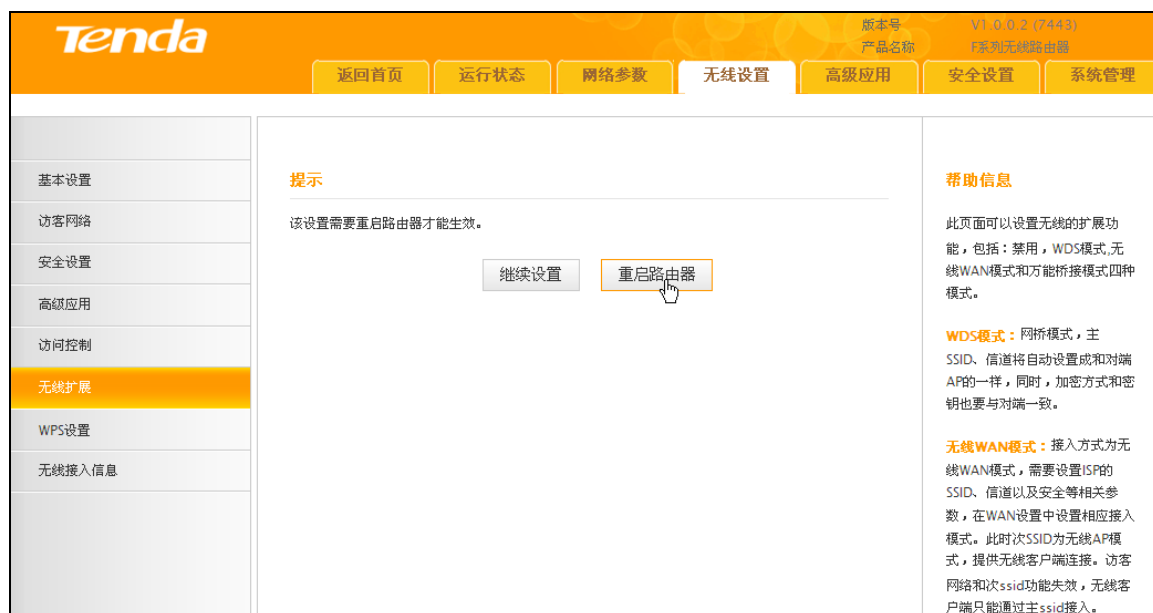 Tenda
版本号 V1.0.0.2 (7443)
产品名称 F系列无线路由器
返回首页 运行状态 网络参数 无线设置 高级应用 安全设置 系统管理
基本设置
访客网络
安全设置
高级应用
访问控制
无线扩展
WPS设置
无线接入信息
提示
该设置需要重启路由器才能生效。
继续设置 重启路由器
帮助信息
此页面可以设置无线的扩展功
能，包括：禁用，WDS模式,无
线WAN模式和万能桥接模式四种
模式。
WDS模式：网桥模式，主
SSID、信道将自动设置成和对端
AP的一样，同时，加密方式和密
钥也要与对端一致。
无线WAN模式：接入方式为无
线WAN模式，需要设置ISP的
SSID、信道以及安全等相关参
数，在WAN设置中设置相应接入
模式。此时次SSID为无线AP模
式，提供无线客户端连接。访客
网络和次ssid功能失效，无线客
户端只能通过主ssid接入。